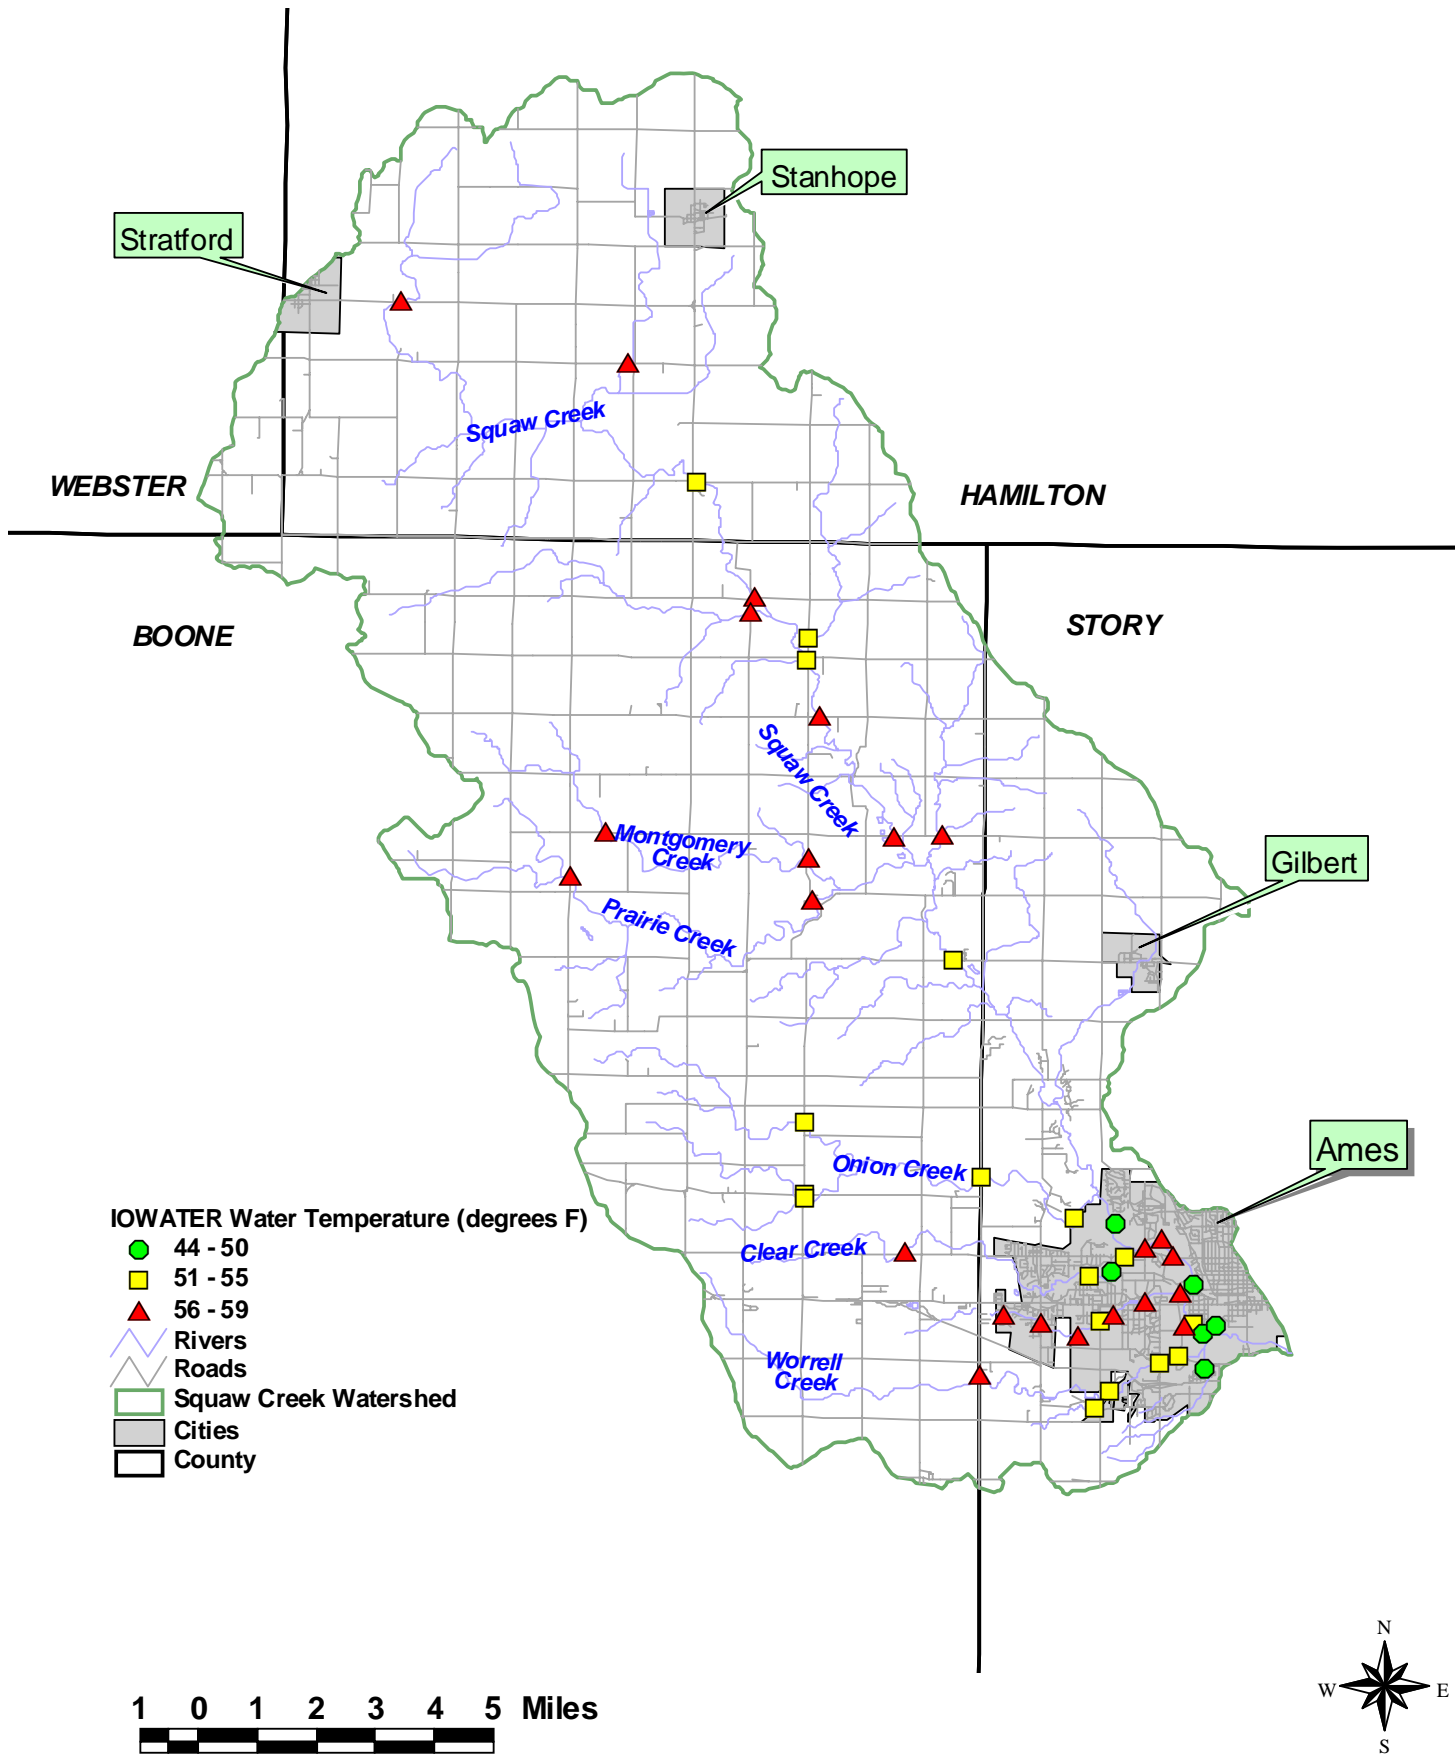 Stanhope
Stratford
Squaw Creek
WEBSTER
HAMILTON
BOONE
STORY
Squaw Creek
Montgomery
Creek
Gilbert
Prairie Creek
Ames
Onion Creek
Clear Creek
Worrell
Creek
IOWATER Water Temperature (degrees F)
44 - 50
51 - 55
56 - 59
Rivers
Roads
Squaw Creek Watershed
Cities
County
1 0 1 2 3 4 5 Miles
N
W E
S